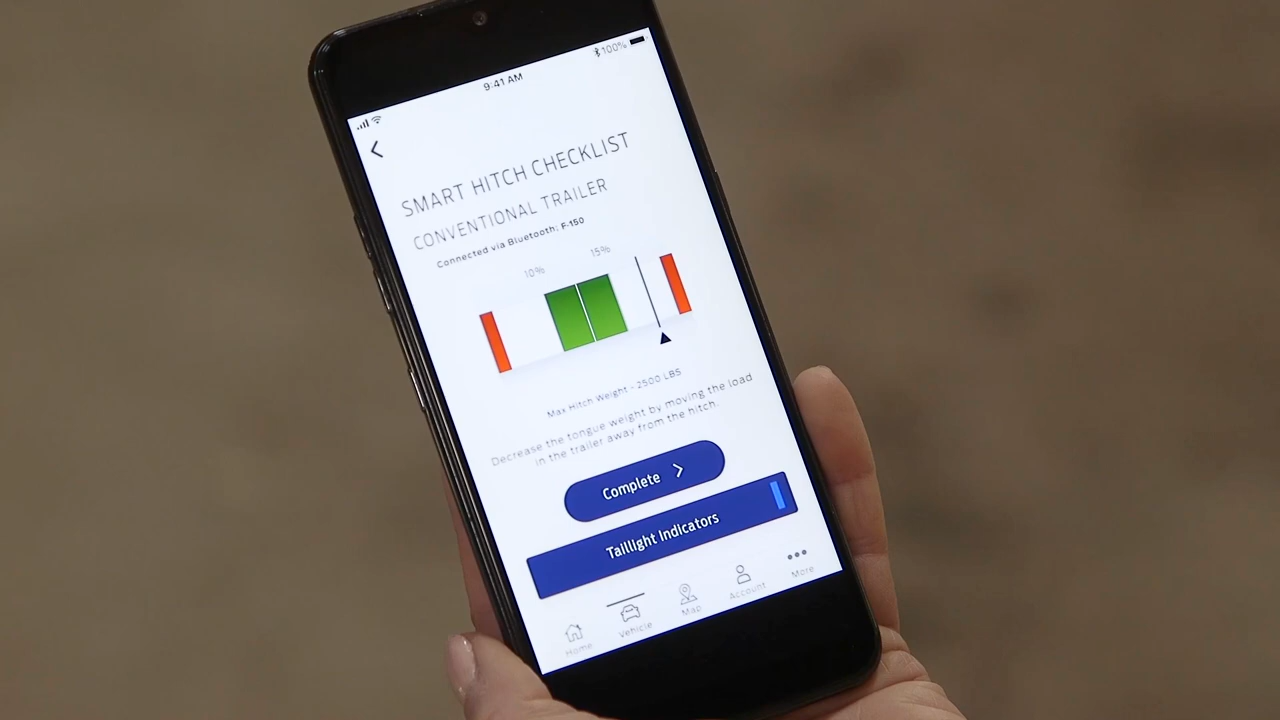 100%
9:41 AM
SMART HITCH CHECKLIST
CONVENTIONAL TRAILER
Connected via Bluetooth: F-150
10% 15%
Max Hitch Weight - 2500 LBS
Decrease the tongue weight by moving the load
in the trailer away from the hitch.
Complete
Taillight Indicators
Home Vehicle Map Account More